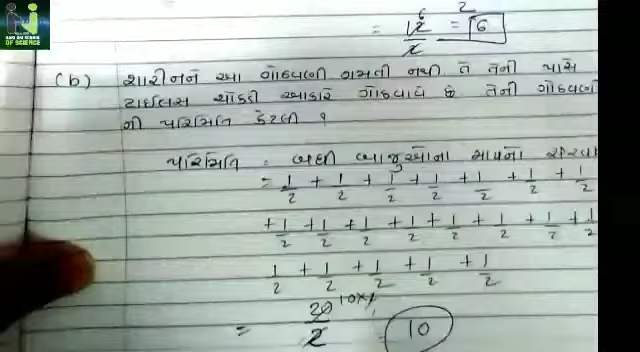 = 12/2 = 6
(b) શારીનને આ ગોઠવણી ગમતી નથી તે તેની પાસે
ટાઈલસ ચોકડી આકારે ગોઠવાવે છે. તેની ગોઠવણી
ની પરિમિતિ કેટલી ?
પરિમિતિ = બધી બાજુઓના માપનો સરવા
= 1/2 + 1/2 + 1/2 + 1/2 + 1/2 + 1/2 + 1/2
+ 1/2 + 1/2 + 1/2 + 1/2 + 1/2 + 1/2 + 1/2 + 1/2
1/2 + 1/2 + 1/2 + 1/2 + 1/2
= 20/2 = 10